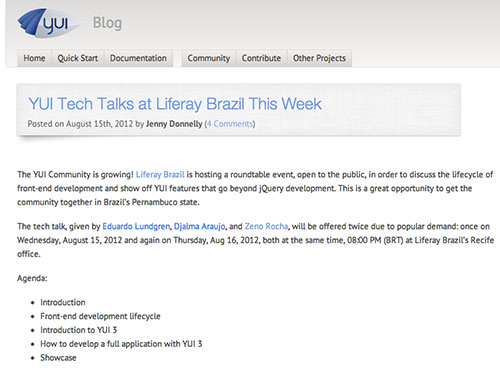 YUI Blog
Home Quick Start Documentation Community Contribute Other Projects
YUI Tech Talks at Liferay Brazil This Week
Posted on August 15th, 2012 by Jenny Donnelly (4 Comments)
The YUI Community is growing! Liferay Brazil is hosting a roundtable event, open to the public, in order to discuss the lifecycle of
front-end development and show off YUI features that go beyond jQuery development. This is a great opportunity to get the
community together in Brazil's Pernambuco state.
The tech talk, given by Eduardo Lundgren, Djalma Araujo, and Zeno Rocha, will be offered twice due to popular demand: once on
Wednesday, August 15, 2012 and again on Thursday, Aug 16, 2012, both at the same time, 08:00 PM (BRT) at Liferay Brazil's Recife
office.
Agenda:
• Introduction
• Front-end development lifecycle
• Introduction to YUI 3
• How to develop a full application with YUI 3
• Showcase